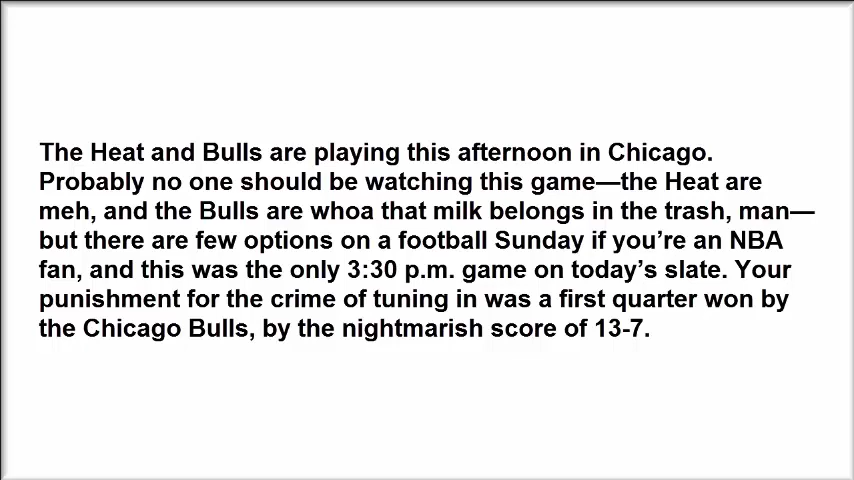 The Heat and Bulls are playing this afternoon in Chicago.
Probably no one should be watching this game—the Heat are
meh, and the Bulls are whoa that milk belongs in the trash, man—
but there are few options on a football Sunday if you’re an NBA
fan, and this was the only 3:30 p.m. game on today’s slate. Your
punishment for the crime of tuning in was a first quarter won by
the Chicago Bulls, by the nightmarish score of 13-7.